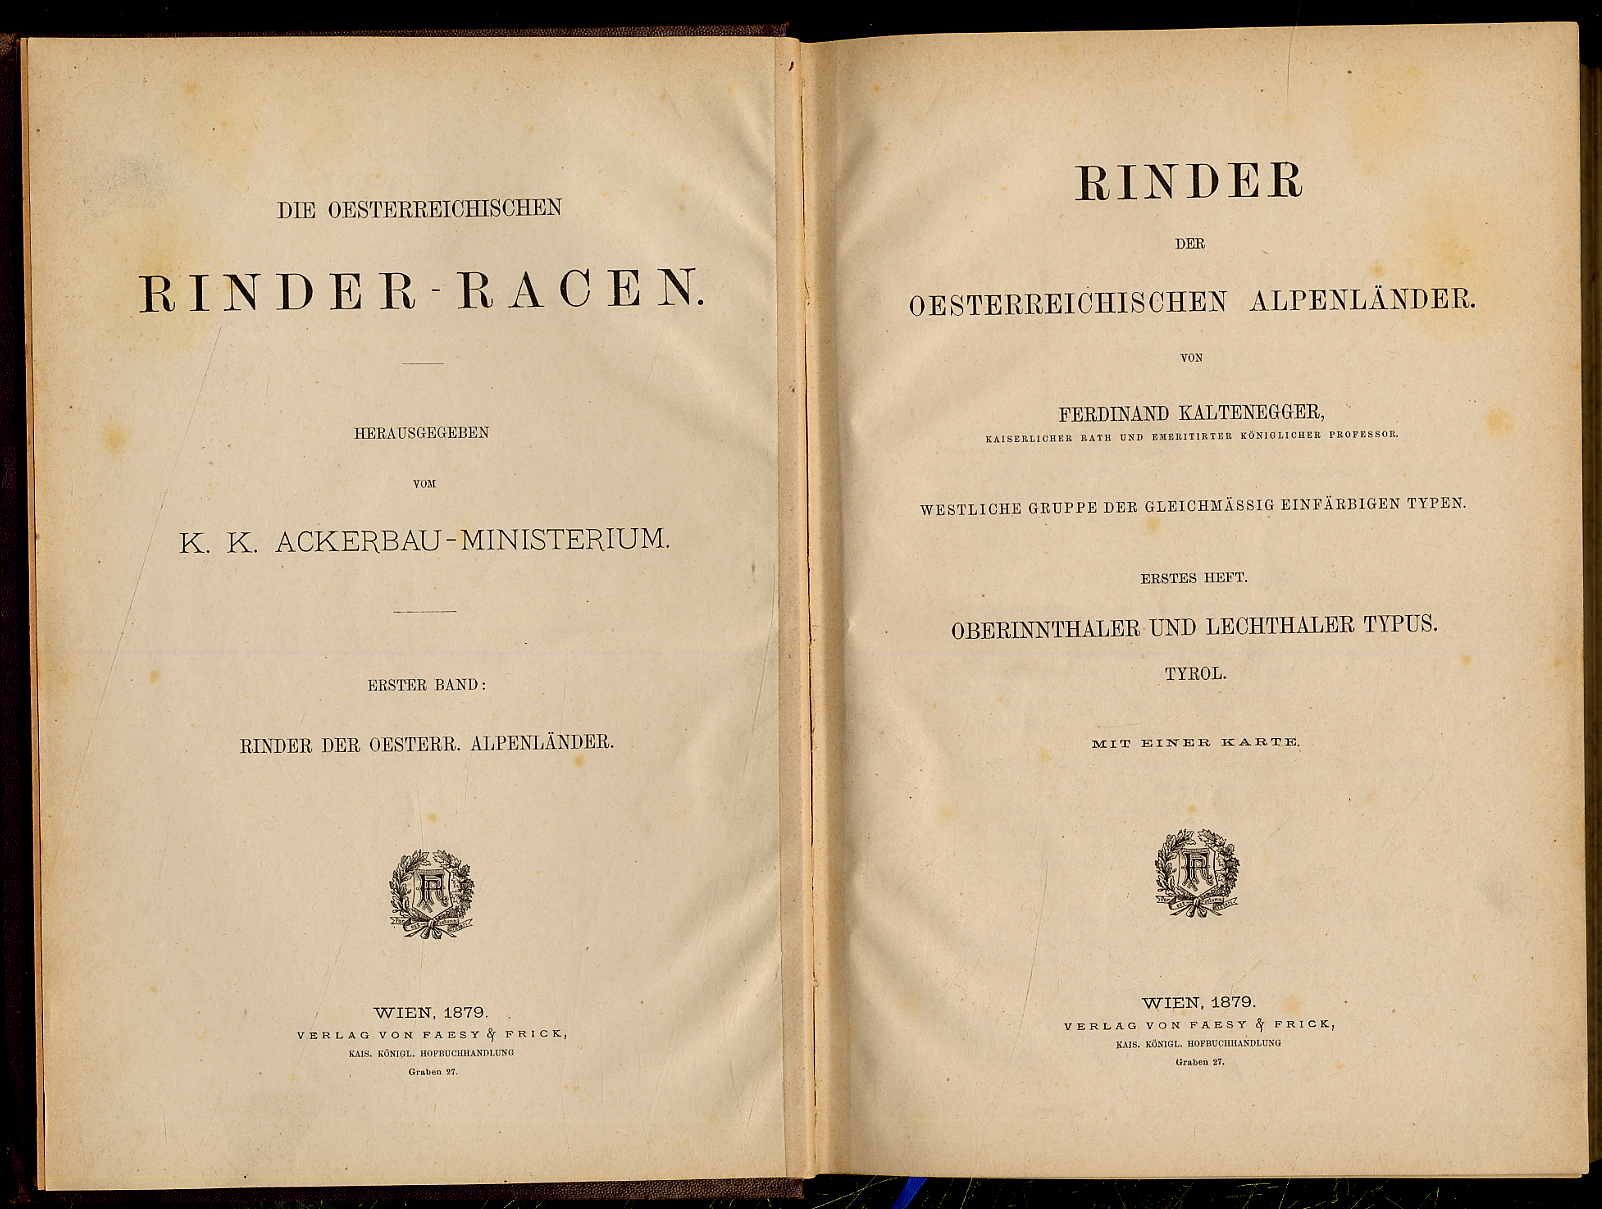 DIE OESTERREICHISCHEN
RINDER-RACEN.
HERAUSGEGEBEN
VOM
K. K. ACKERBAU-MINISTERIUM.
ERSTER BAND:
RINDER DER OESTERR. ALPENLÄNDER.
WIEN, 1879.
VERLAG VON FAESY & FRICK,
KAIS. KÖNIGL. HOFBUCHHANDLUNG
Graben 27.
RINDER
DER
OESTERREICHISCHEN ALPENLÄNDER.
VON
FERDINAND KALTENEGGER,
KAISERLICHER RATH UND EMERITIRTER KÖNIGLICHER PROFESSOR.
WESTLICHE GRUPPE DER GLEICHMÄSSIG EINFÄRBIGEN TYPEN.
ERSTES HEFT.
OBERINNTHALER UND LECHTHALER TYPUS.
TYROL.
MIT EINER KARTE.
WIEN, 1879.
VERLAG VON FAESY & FRICK,
KAIS. KÖNIGL. HOFBUCHHANDLUNG
Graben 27.